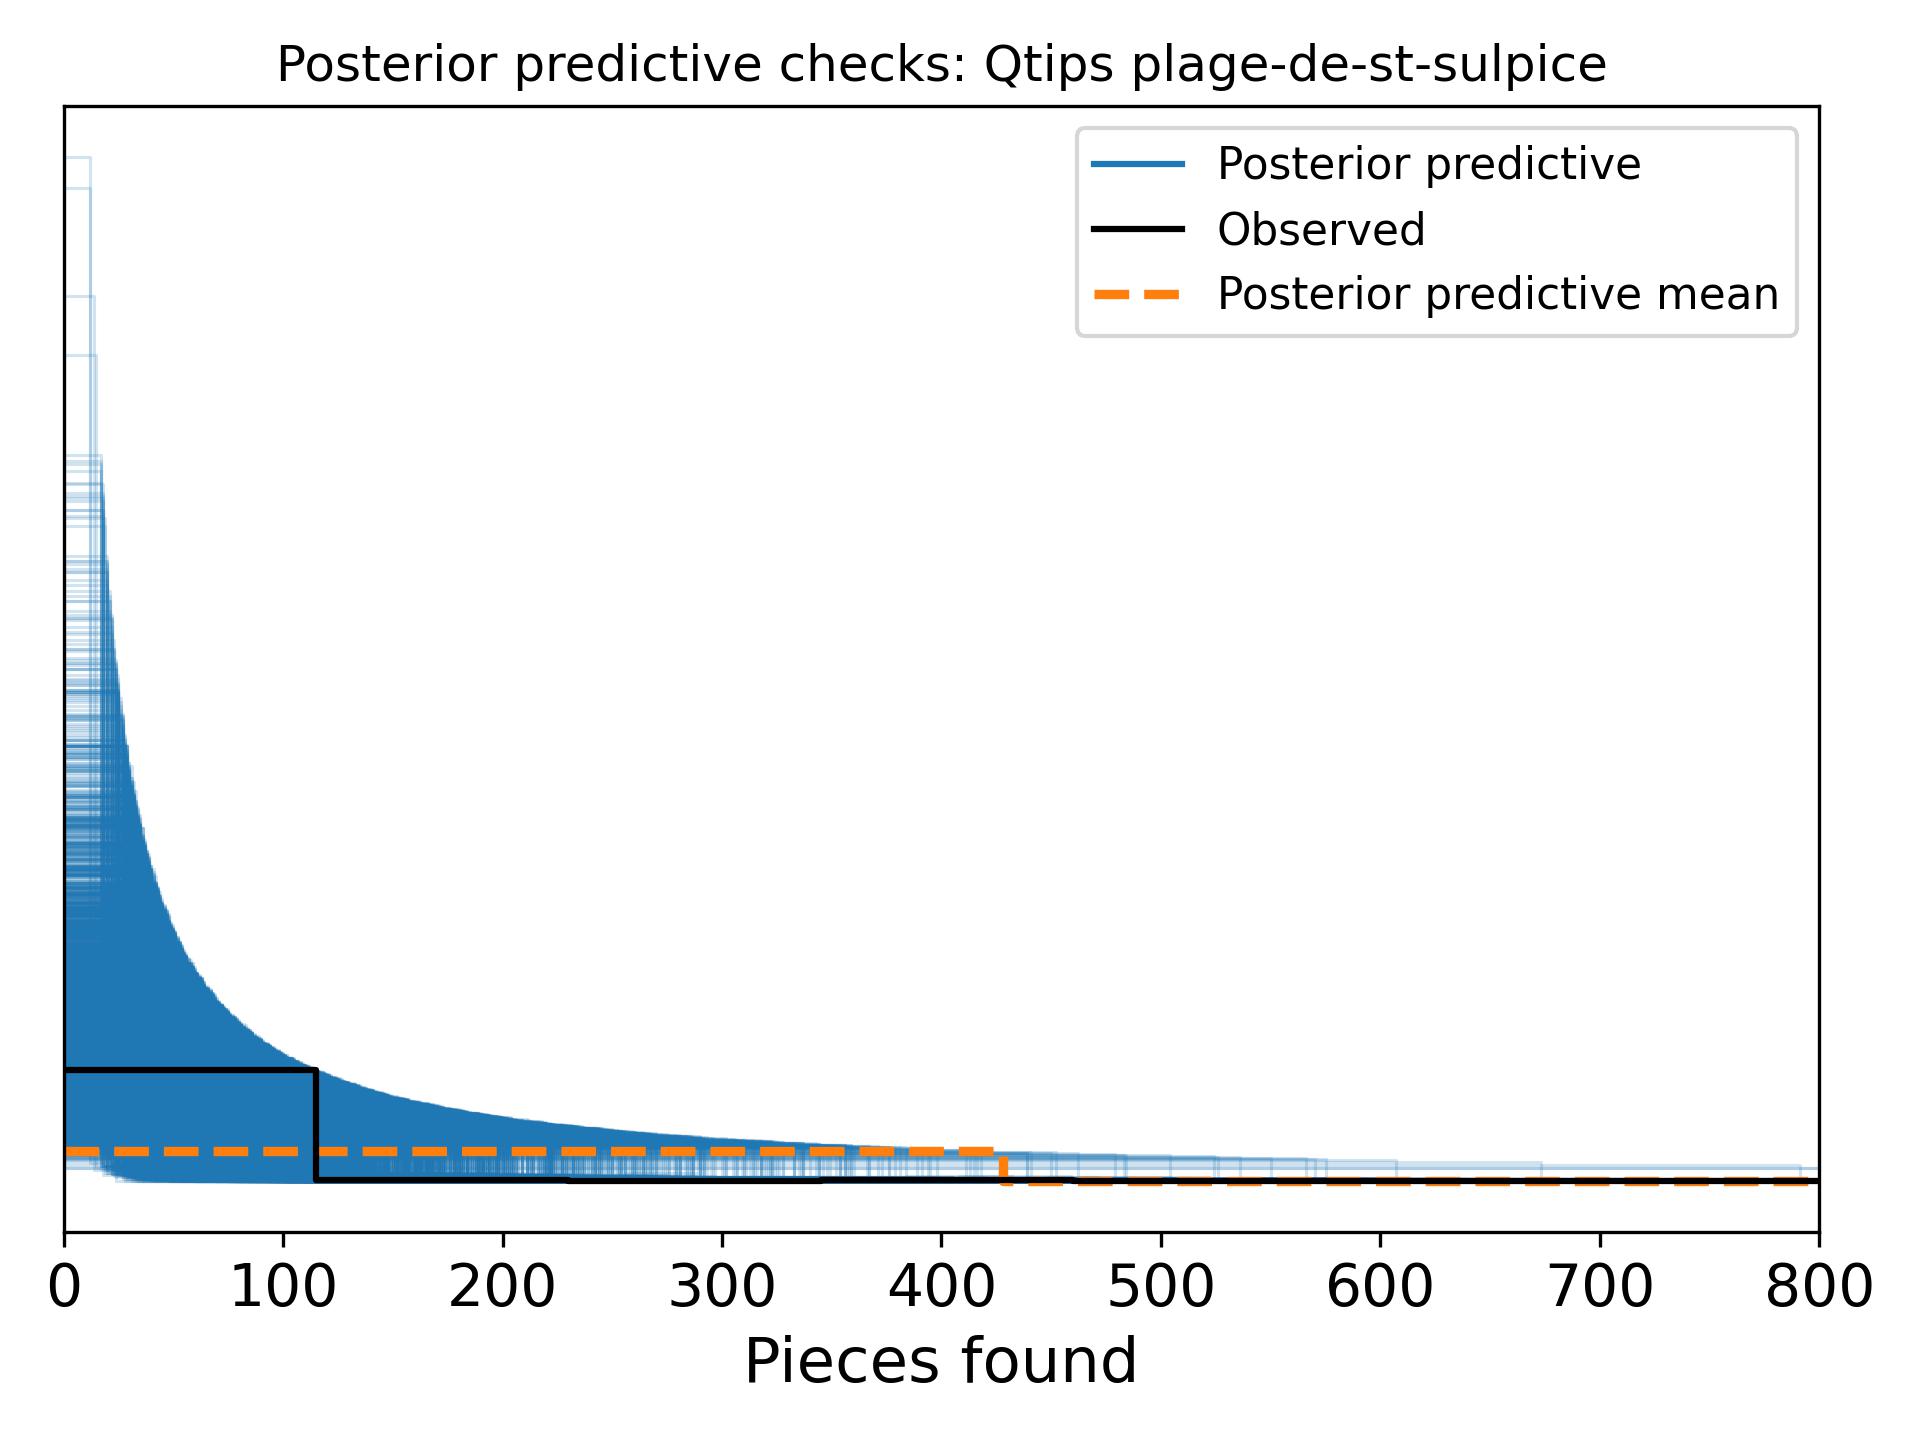 Posterior predictive checks: Qtips plage-de-st-sulpice
Posterior predictive
Observed
Posterior predictive mean
0 100 200 300 400 500 600 700 800
Pieces found